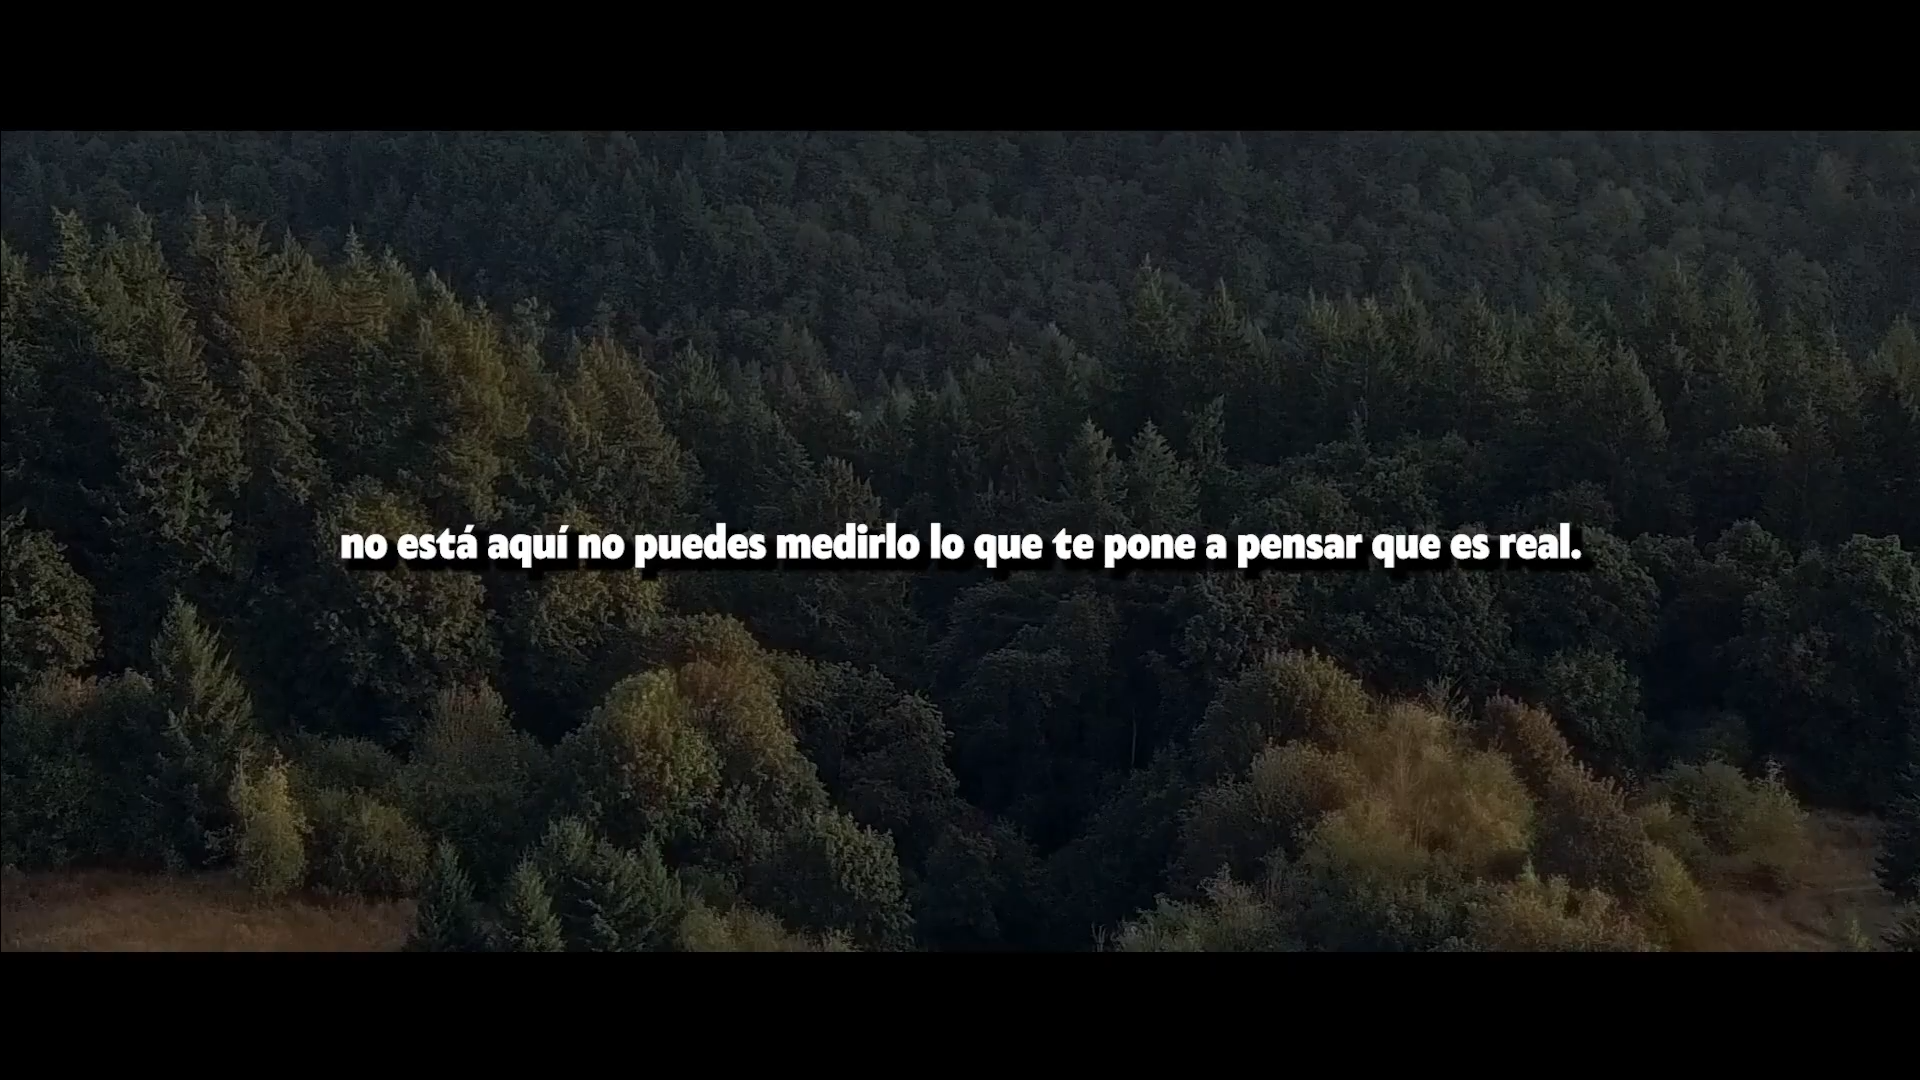 no está aquí no puedes medirlo lo que te pone a pensar que es real.